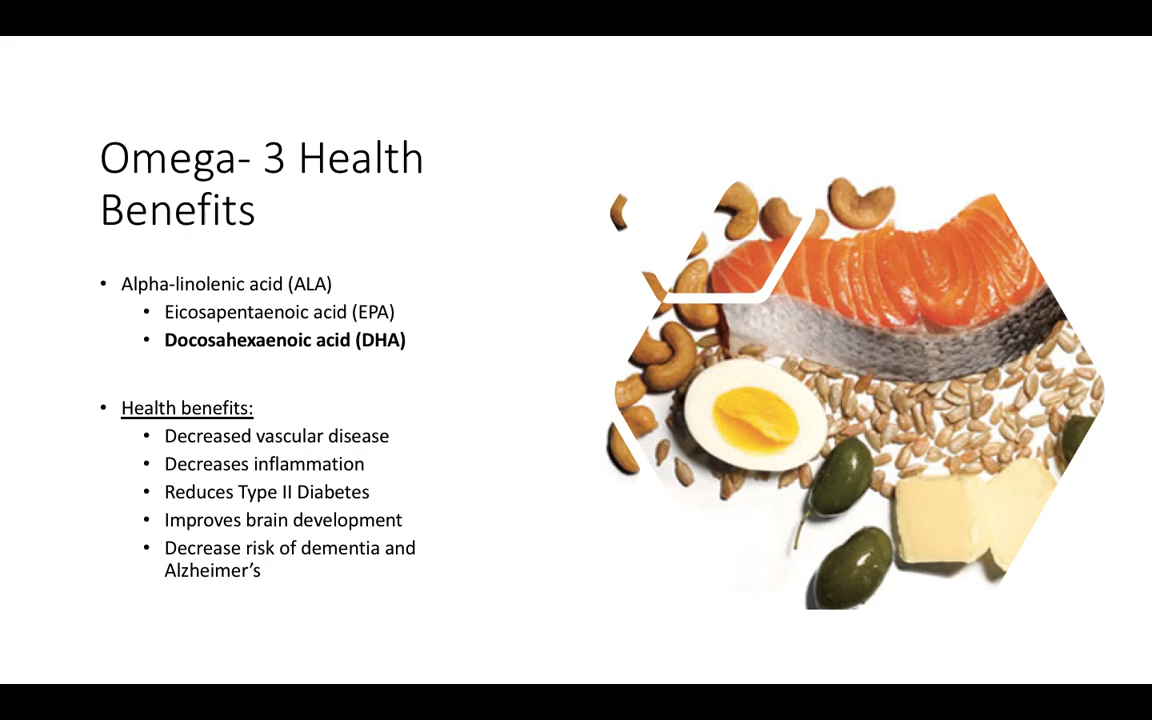 Omega- 3 Health
Benefits
• Alpha-linolenic acid (ALA)
• Eicosapentaenoic acid (EPA)
• Docosahexaenoic acid (DHA)
• Health benefits:
• Decreased vascular disease
• Decreases inflammation
• Reduces Type II Diabetes
• Improves brain development
• Decrease risk of dementia and
Alzheimer’s